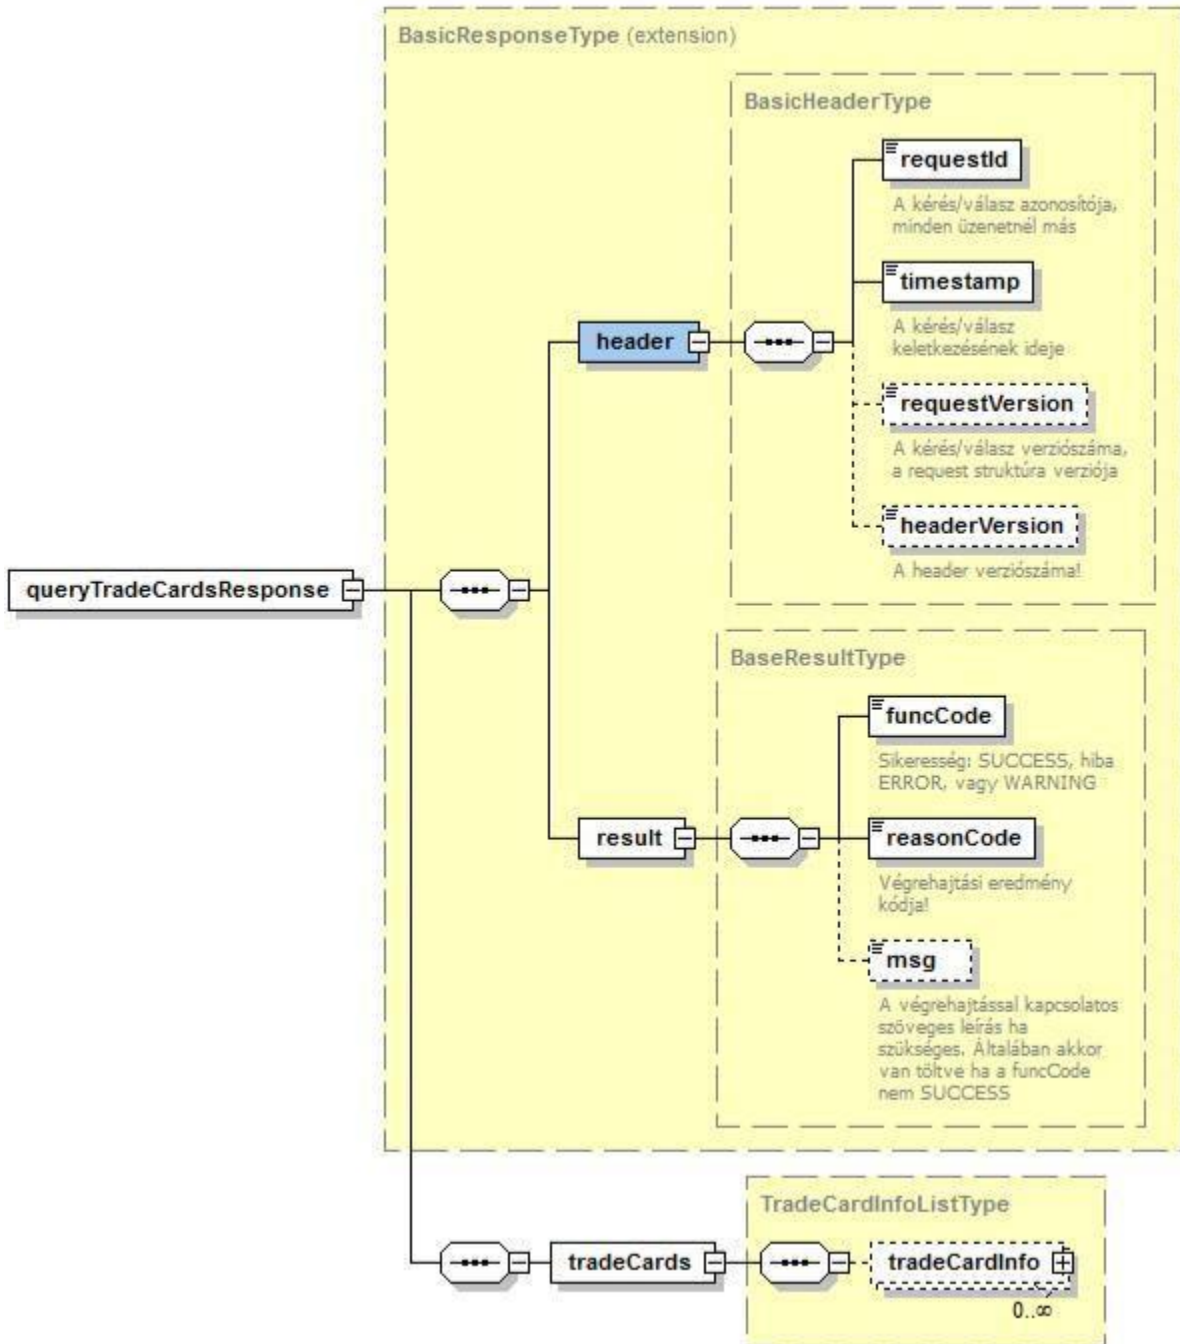 BasicResponseType (extension)
BasicHeaderType
requestId
A kérés/válasz azonosítója,
minden üzenetnél más
timestamp
A kérés/válasz
keletkezésének ideje
header
requestVersion
A kérés/válasz verziószáma,
a request struktúra verziója
headerVersion
A header verziószáma!
queryTradeCardsResponse
BaseResultType
funcCode
Sikeresség: SUCCESS, hiba
ERROR, vagy WARNING
result
reasonCode
Végrehajtási eredmény
kódja!
msg
A végrehajtással kapcsolatos
szöveges leírás ha
szükséges. Általában akkor
van töltve ha a funcCode
nem SUCCESS
TradeCardInfoListType
tradeCards
tradeCardInfo
0..∞